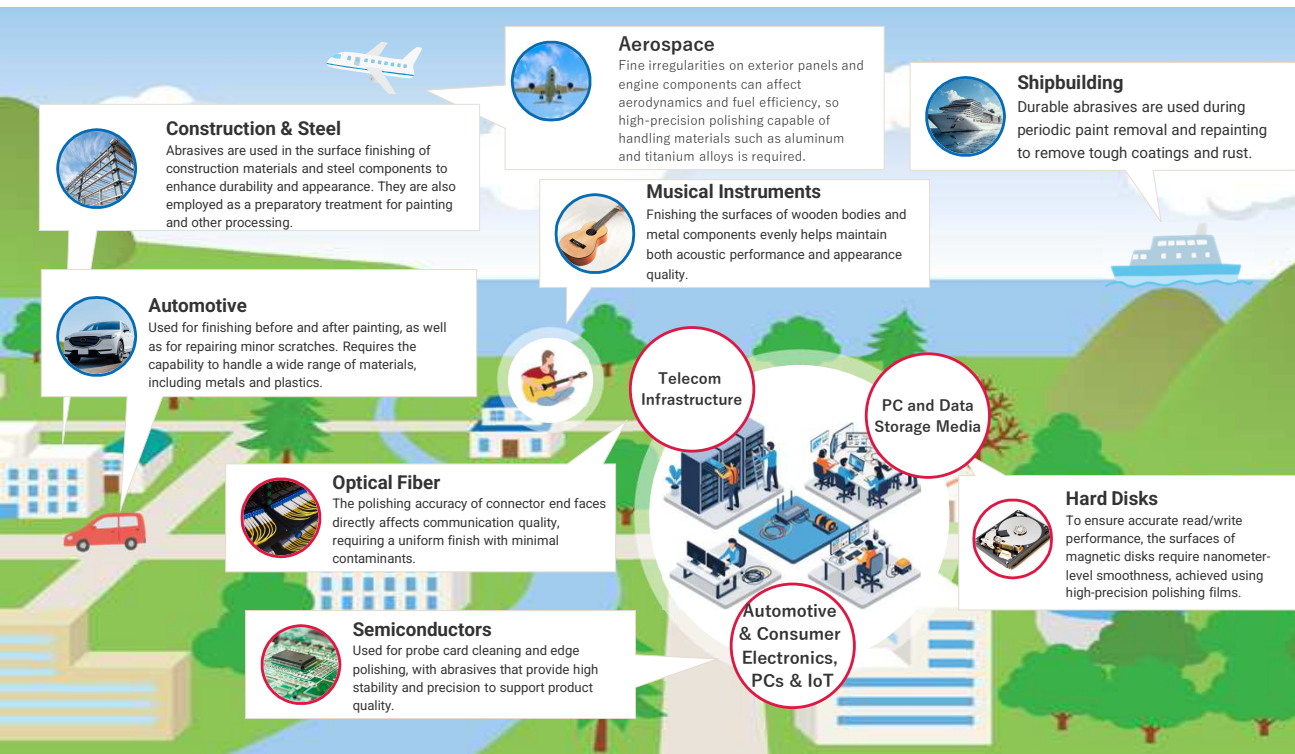 Aerospace
Fine irregularities on exterior panels and
engine components can affect
aerodynamics and fuel efficiency, so
high-precision polishing capable of
handling materials such as aluminum
and titanium alloys is required.
Shipbuilding
Durable abrasives are used during
periodic paint removal and repainting
to remove tough coatings and rust.
Construction & Steel
Abrasives are used in the surface finishing of
construction materials and steel components to
enhance durability and appearance. They are also
employed as a preparatory treatment for painting
and other processing.
Musical Instruments
Fnishing the surfaces of wooden bodies and
metal components evenly helps maintain
both acoustic performance and appearance
quality.
Automotive
Used for finishing before and after painting, as well
as for repairing minor scratches. Requires the
capability to handle a wide range of materials,
including metals and plastics.
Telecom
Infrastructure
PC and Data
Storage Media
Optical Fiber
The polishing accuracy of connector end faces
directly affects communication quality,
requiring a uniform finish with minimal
contaminants.
Hard Disks
To ensure accurate read/write
performance, the surfaces of
magnetic disks require nanometer-
level smoothness, achieved using
high-precision polishing films.
Semiconductors
Used for probe card cleaning and edge
polishing, with abrasives that provide high
stability and precision to support product
quality.
Automotive
& Consumer
Electronics,
PCs & IoT